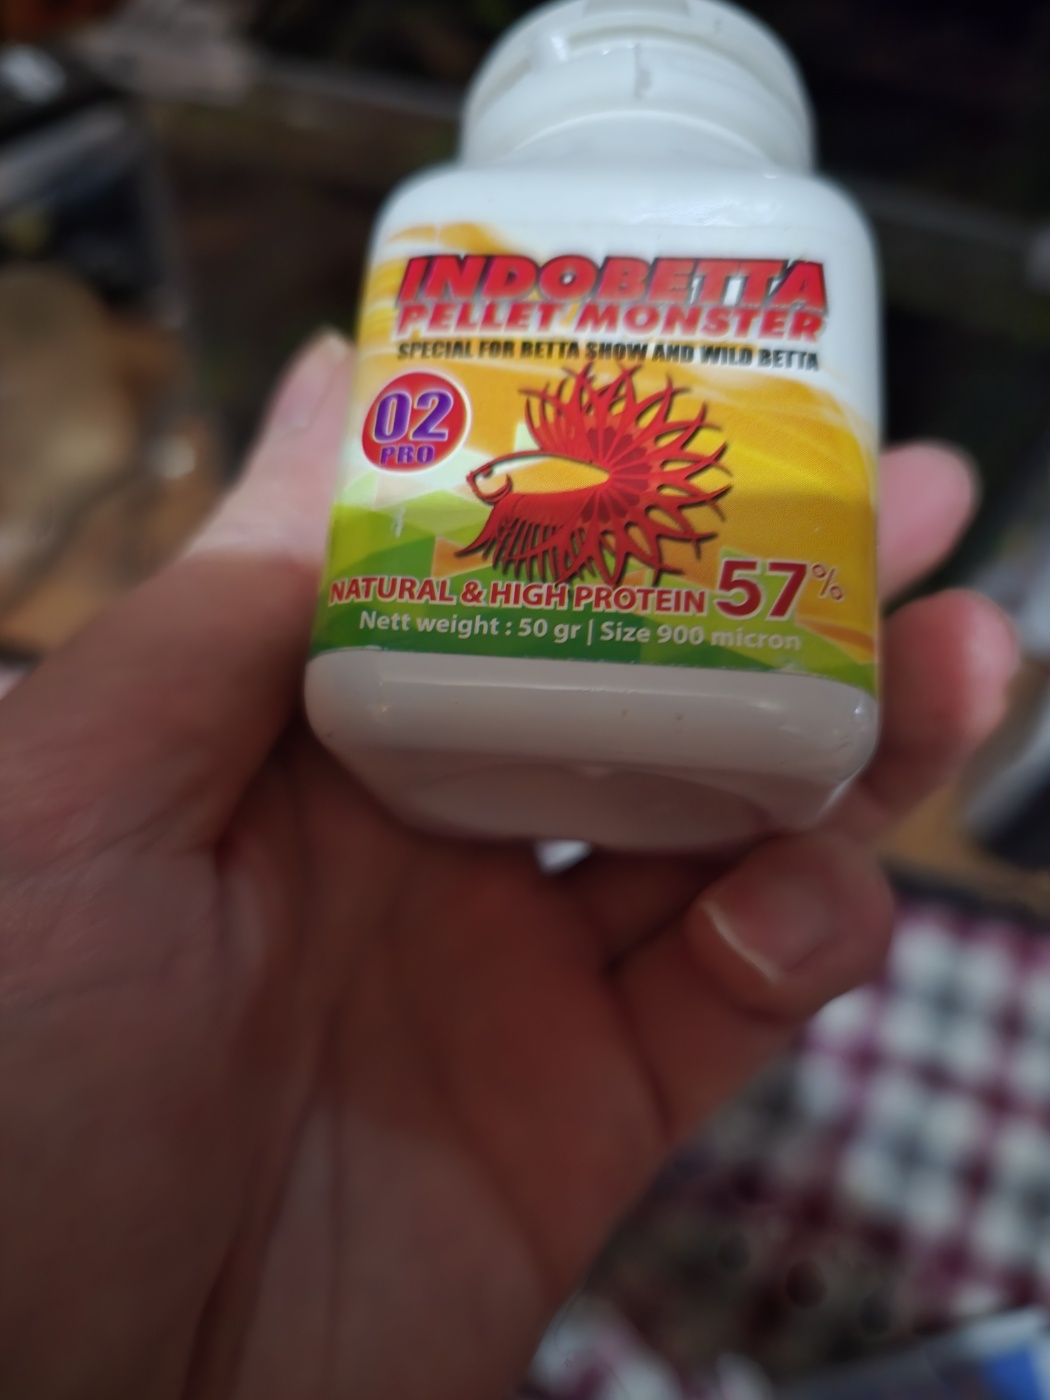 INDOBETTA
PELLET MONSTER
SPECIAL FOR BETTA SHOW AND WILD BETTA
02
PRO
NATURAL & HIGH PROTEIN 57%
Nett weight : 50 gr | Size 900 micron